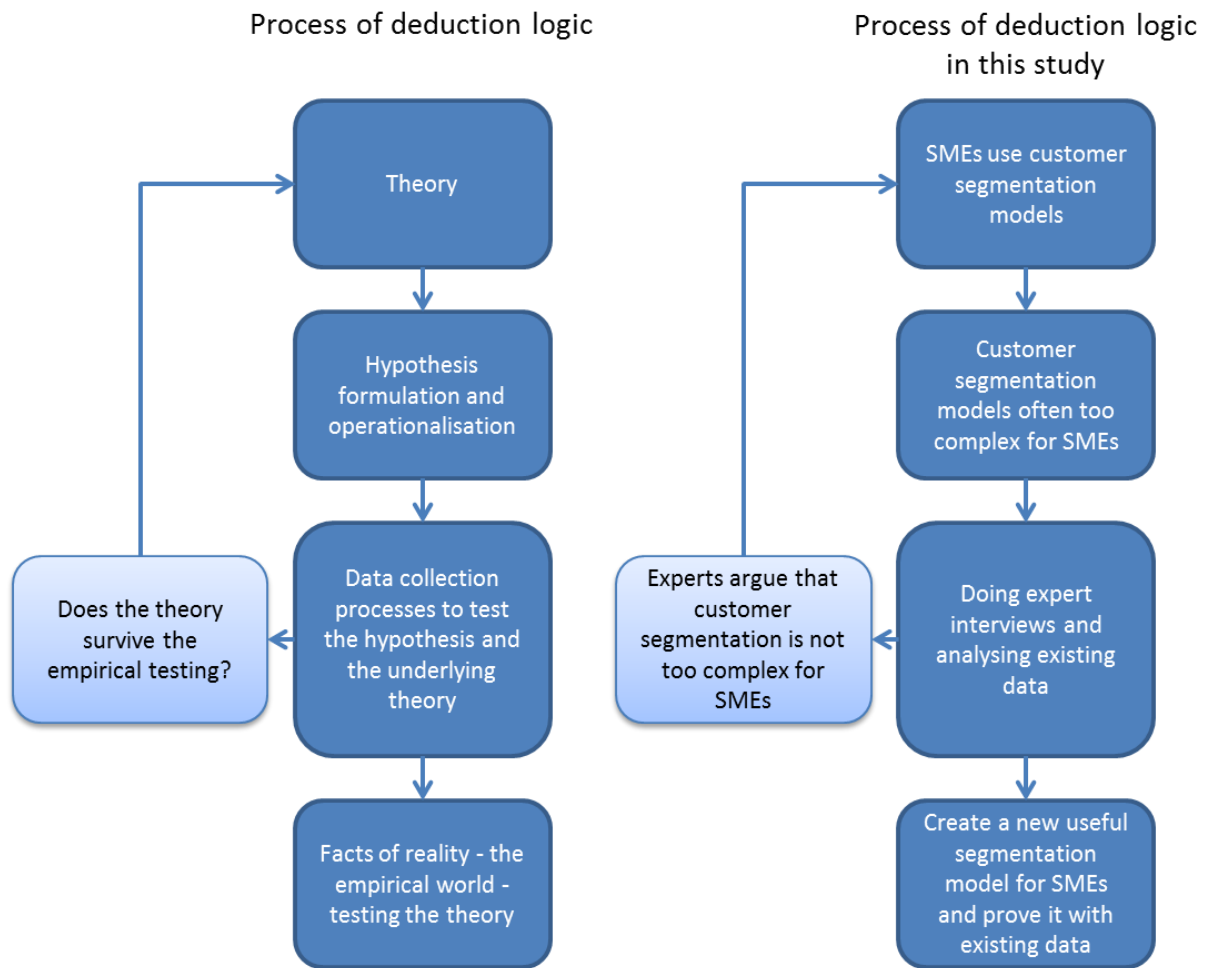 Process of deduction logic
Theory
Hypothesis
formulation and
operationalisation
Data collection
processes to test
the hypothesis and
the underlying
theory
Does the theory
survive the
empirical testing?
Facts of reality - the
empirical world -
testing the theory
Process of deduction logic
in this study
SMEs use customer
segmentation
models
Customer
segmentation
models often too
complex for SMEs
Doing expert
interviews and
analysing existing
data
Experts argue that
customer
segmentation is not
too complex for
SMEs
Create a new useful
segmentation
model for SMEs
and prove it with
existing data